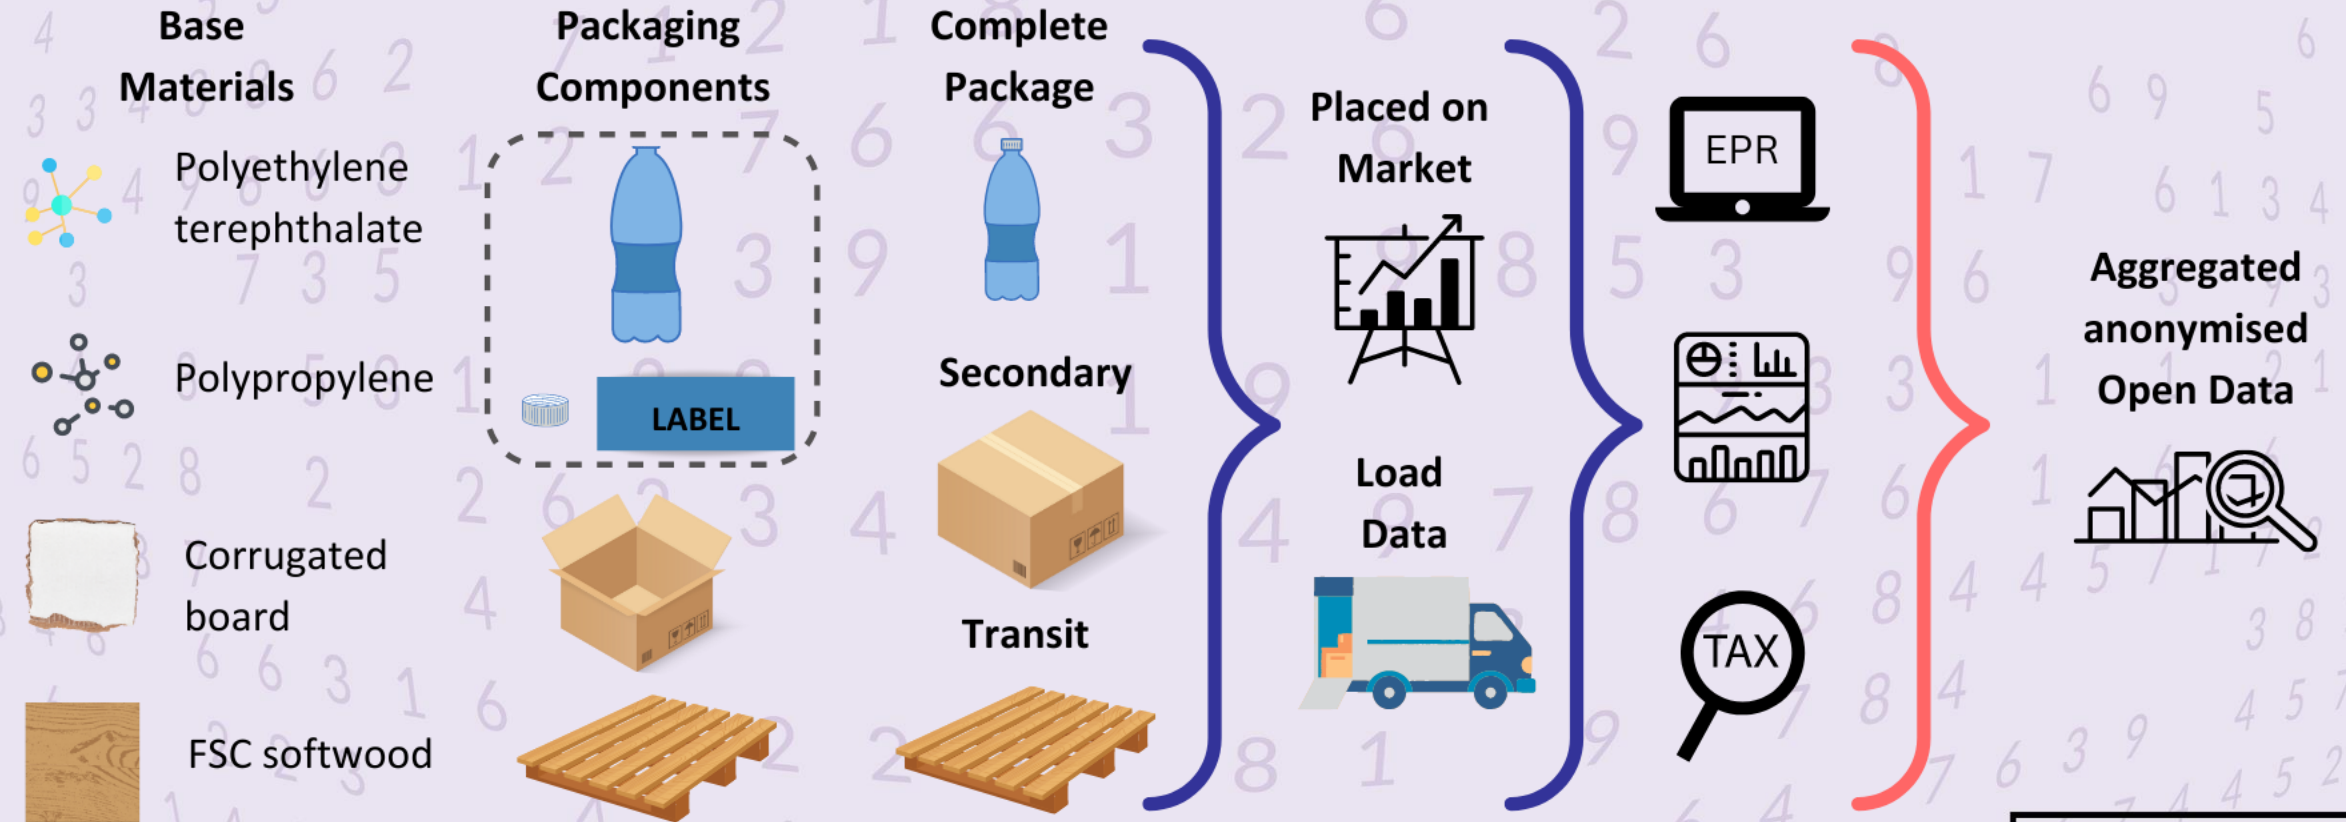 Base
Materials
Packaging
Components
Complete
Package
Polyethylene
terephthalate
Polypropylene
Corrugated
board
FSC softwood
LABEL
Secondary
Transit
Placed on
Market
Load
Data
EPR
TAX
Aggregated
anonymised
Open Data